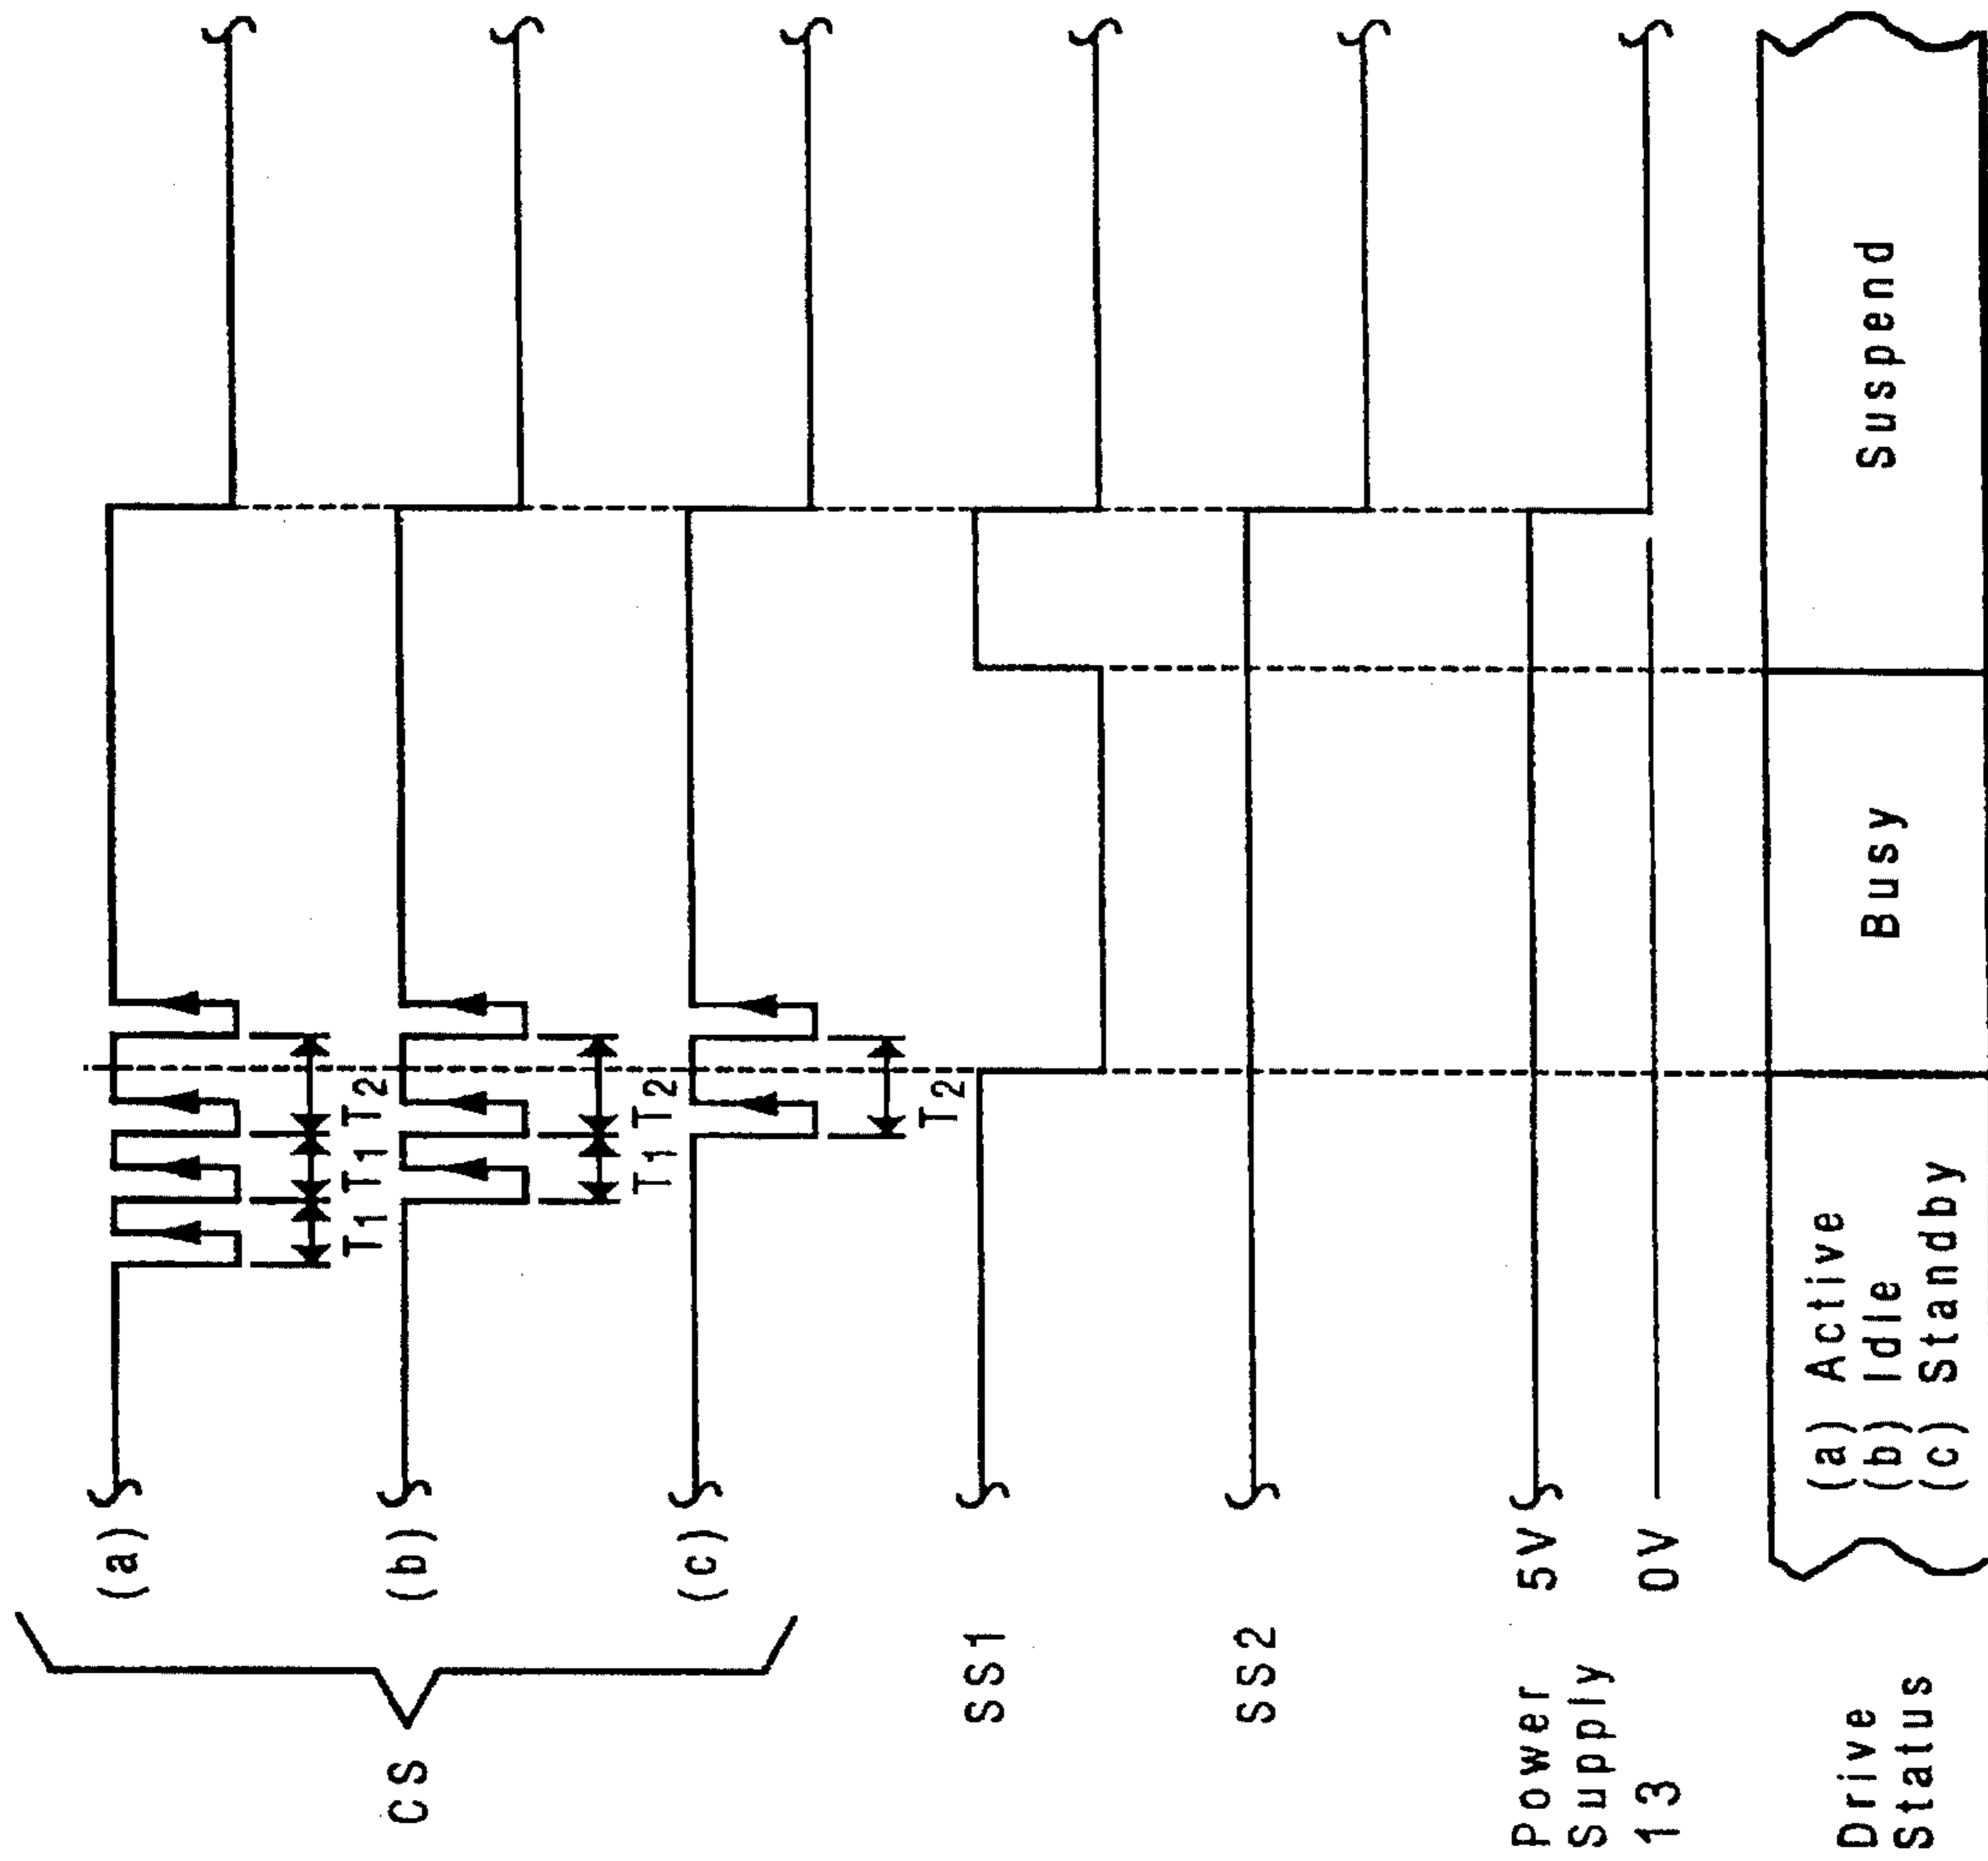 CS
(a)
T1
T1
T2
(b)
T1
T2
(c)
T2
SS1
SS2
Power
Supply
13
5V
0V
Drive
Status
(a) Active
(b) Idle
(c) Standby
Busy
Suspend